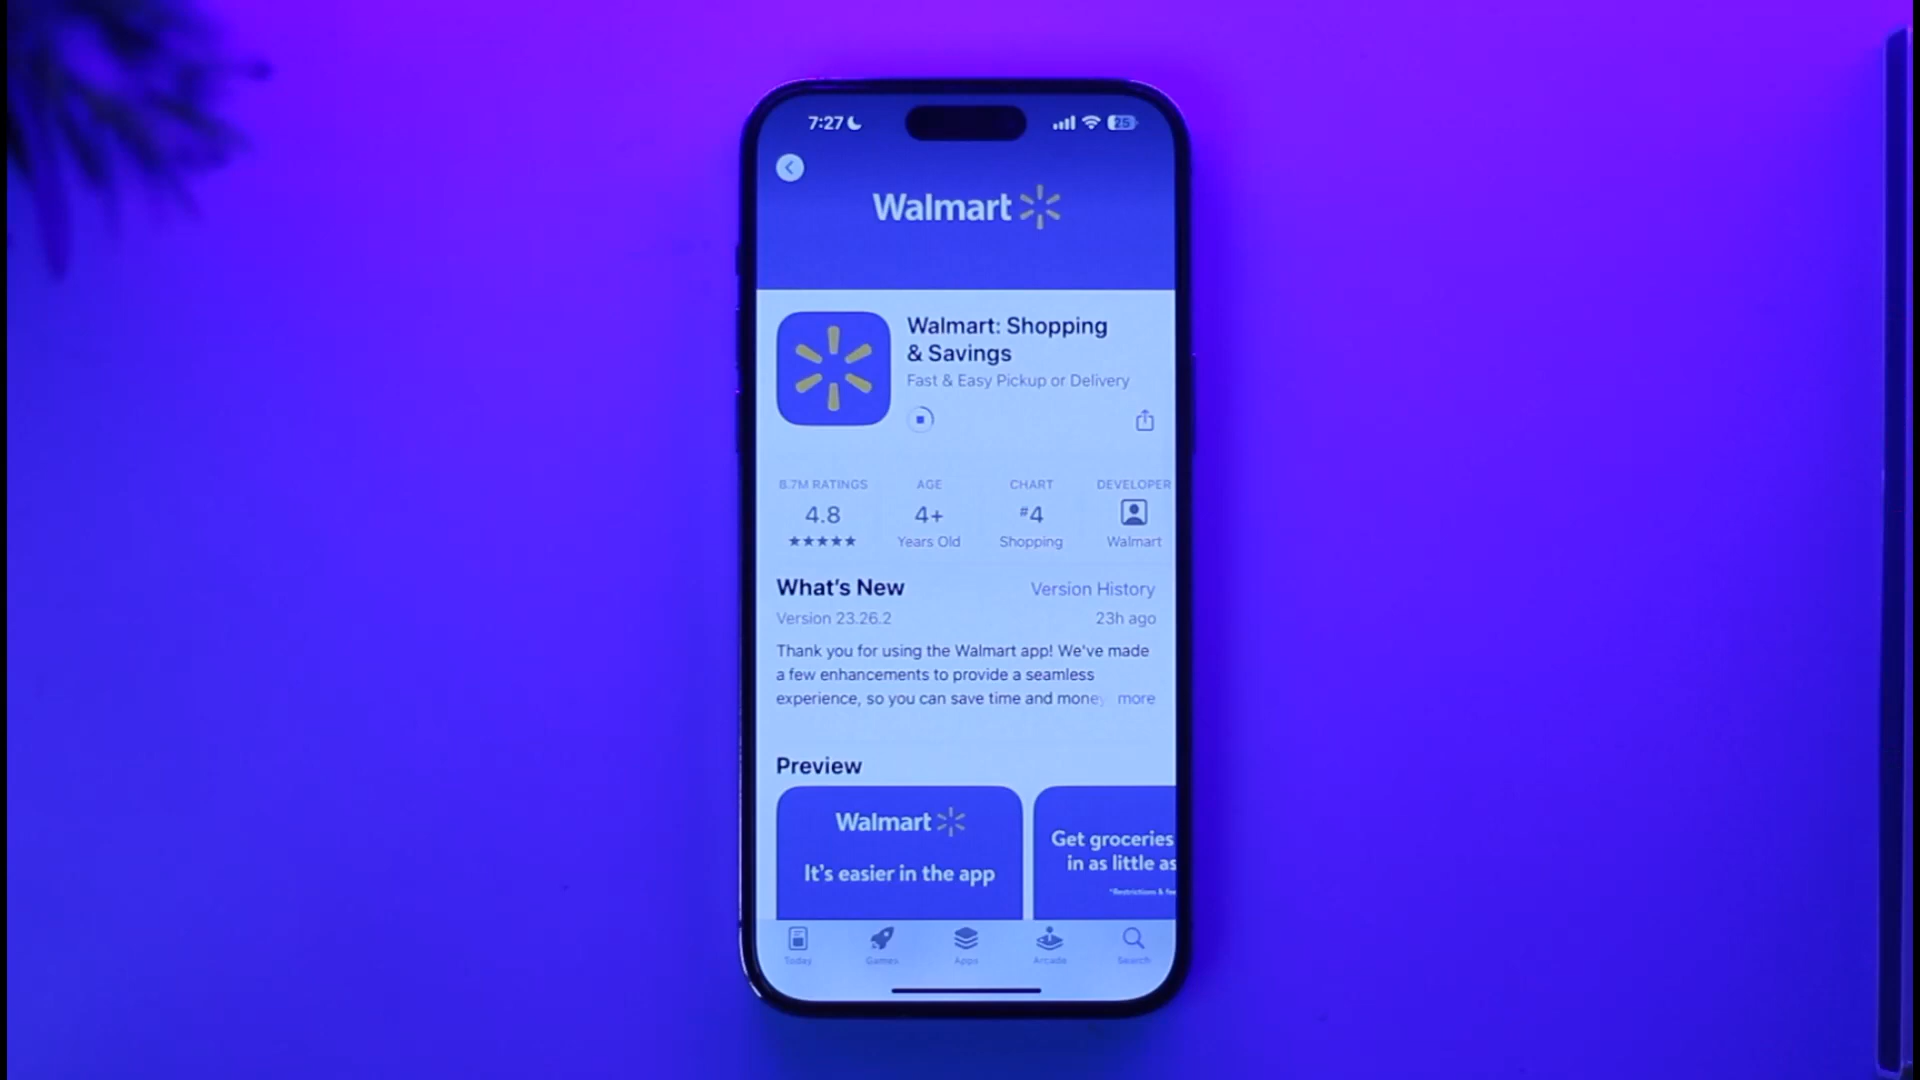 7:27
25
Walmart
Walmart: Shopping
& Savings
Fast & Easy Pickup or Delivery
8.7M RATINGS
4.8
★★★★★
AGE
4+
Years Old
CHART
#4
Shopping
DEVELOPER
Walmart
What's New
Version History
Version 23.26.2
23h ago
Thank you for using the Walmart app! We've made
a few enhancements to provide a seamless
experience, so you can save time and money more
Preview
Walmart
It's easier in the app
Get groceries
in as little as
*Restrictions & fee
Today
Games
Apps
Arcade
Search